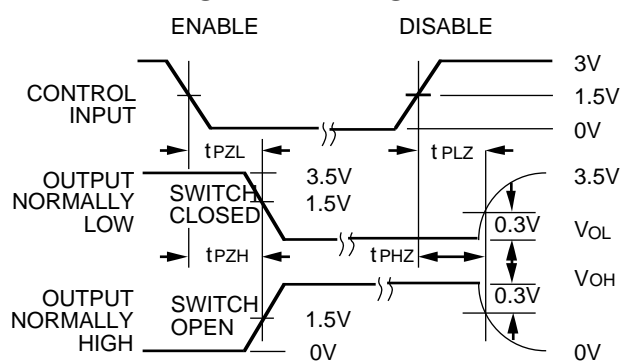 ENABLE DISABLE
CONTROL
INPUT
3V
1.5V
0V
tPZL
tPLZ
OUTPUT
NORMALLY
LOW
SWITCH
CLOSED
3.5V
1.5V
3.5V
0.3V
VOL
tPZH
tPHZ
VOH
0.3V
OUTPUT
NORMALLY
HIGH
SWITCH
OPEN
1.5V
0V
0V